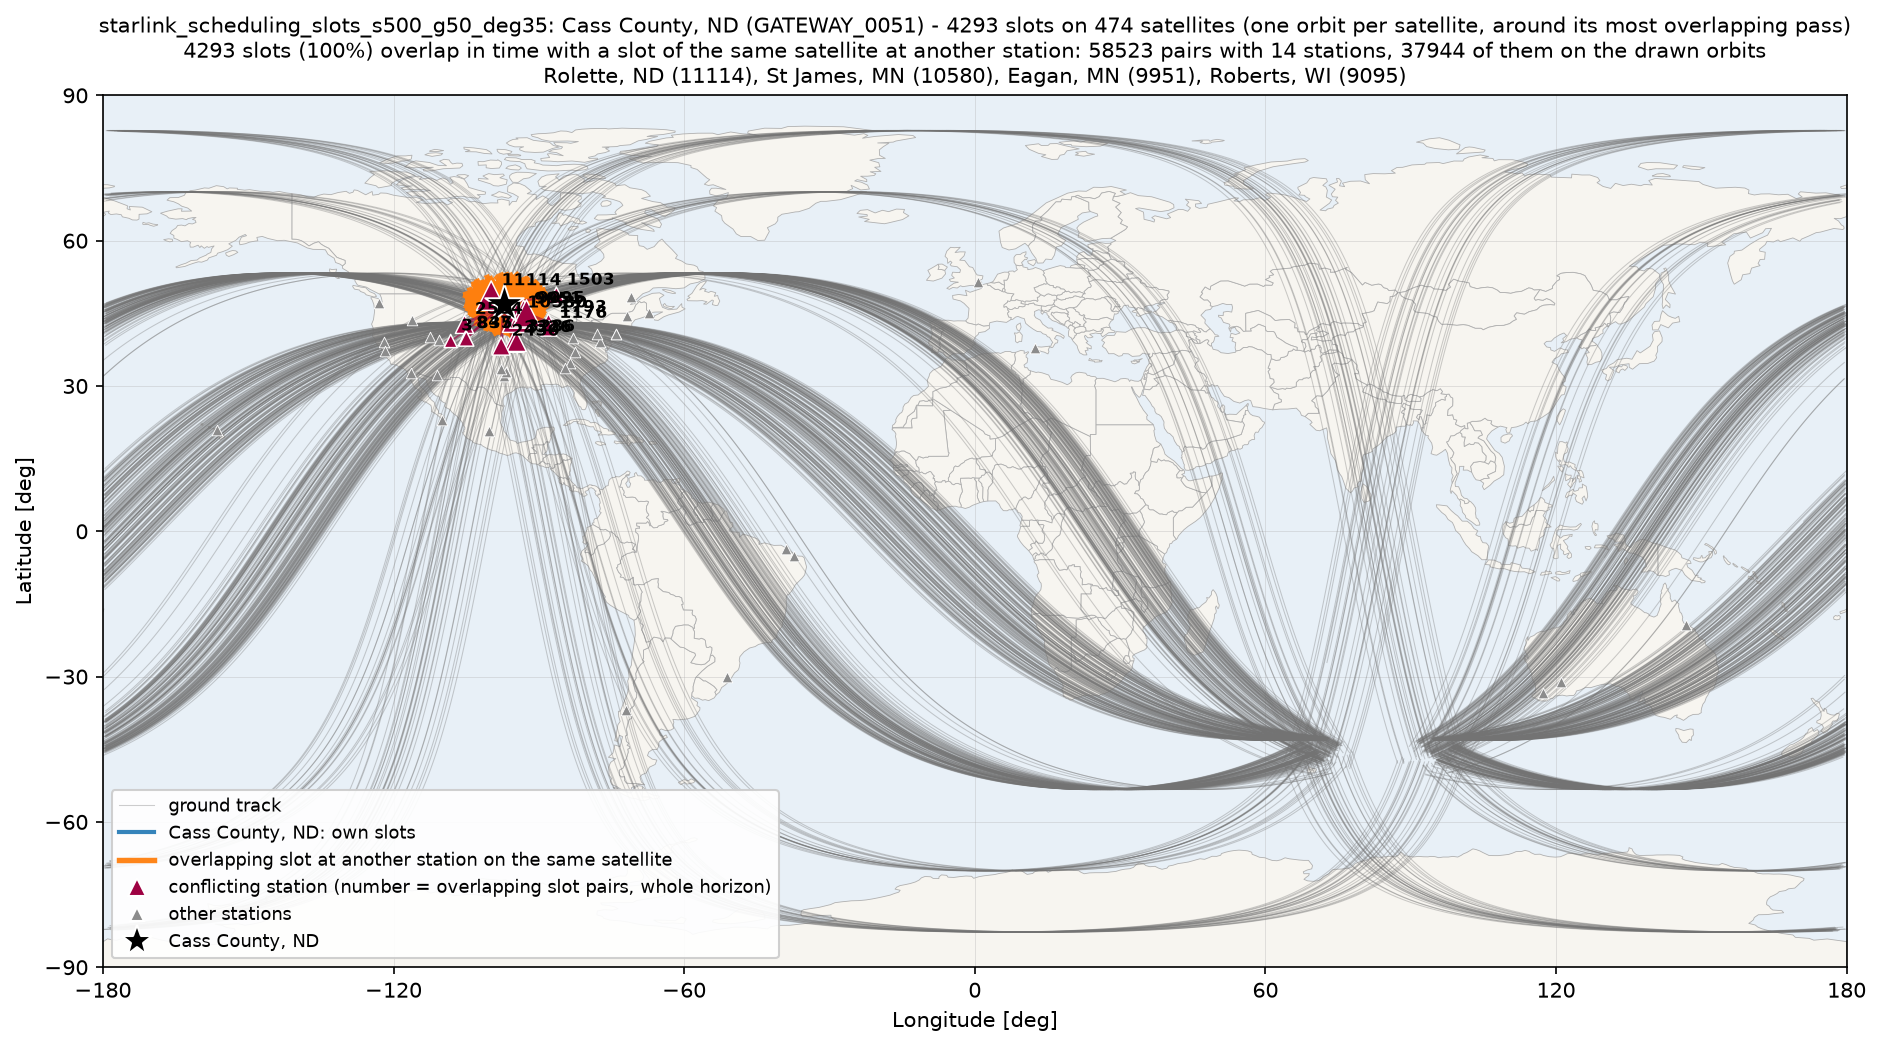 starlink_scheduling_slots_s500_g50_deg35: Cass County, ND (GATEWAY_0051) - 4293 slots on 474 satellites (one orbit per satellite, around its most overlapping pass)
4293 slots (100%) overlap in time with a slot of the same satellite at another station: 58523 pairs with 14 stations, 37944 of them on the drawn orbits
Rolette, ND (11114), St James, MN (10580), Eagan, MN (9951), Roberts, WI (9095)
90
60
30
0
−30
−60
−90
Latitude [deg]
11114 1503
1176
ground track
Cass County, ND: own slots
overlapping slot at another station on the same satellite
conflicting station (number = overlapping slot pairs, whole horizon)
other stations
Cass County, ND
−180 −120 −60 0 60 120 180
Longitude [deg]